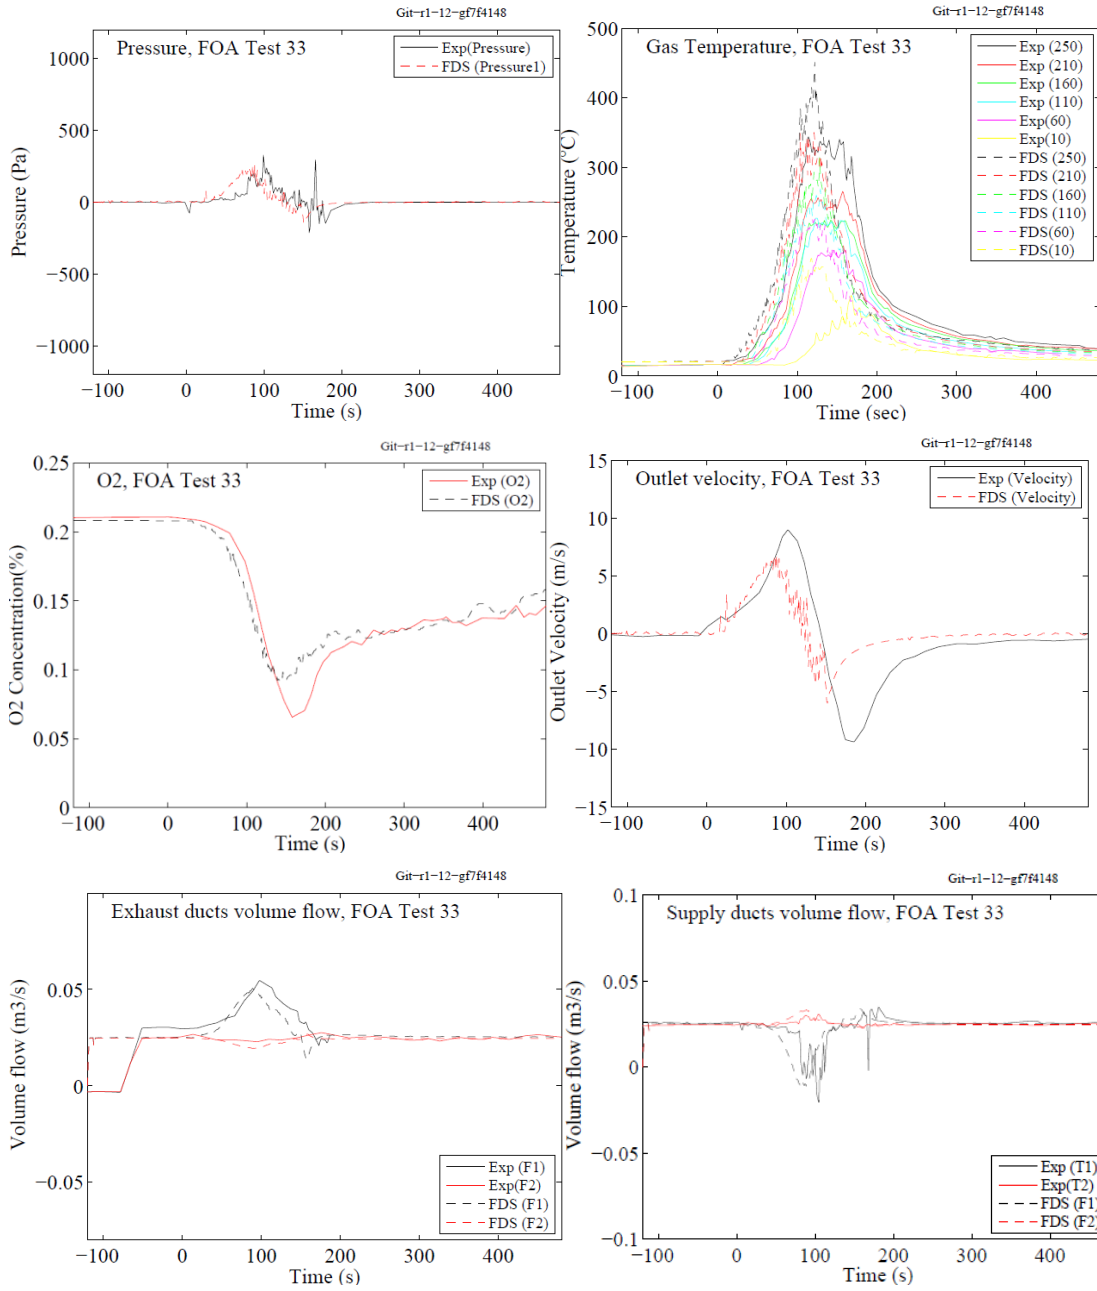 Git-r1-12-gf7f4148
Pressure, FOA Test 33
Exp(Pressure)
FDS (Pressure1)
1000
500
0
−500
−1000
Pressure (Pa)
−100 0 100 200 300 400
Time (s)
Git-r1-12-gf7f4148
Gas Temperature, FOA Test 33
Exp (250)
Exp (210)
Exp (160)
Exp (110)
Exp(60)
Exp(10)
FDS (250)
FDS (210)
FDS (160)
FDS (110)
FDS(60)
FDS(10)
500
450
400
350
300
250
200
150
100
50
0
Temperature (°C)
−100 0 100 200 300 400
Time (sec)
Git-r1-12-gf7f4148
O2, FOA Test 33
Exp (O2)
FDS (O2)
0.25
0.2
0.15
0.1
0.05
0
O2 Concentration(%)
−100 0 100 200 300 400
Time (s)
Git-r1-12-gf7f4148
Outlet velocity, FOA Test 33
Exp (Velocity)
FDS (Velocity)
15
10
5
0
−5
−10
−15
Outlet Velocity (m/s)
−100 0 100 200 300 400
Time (s)
Git-r1-12-gf7f4148
Exhaust ducts volume flow, FOA Test 33
0.05
0
−0.05
Volume flow (m3/s)
Exp (F1)
Exp(F2)
FDS (F1)
FDS (F2)
−100 0 100 200 300 400
Time (s)
Git-r1-12-gf7f4148
Supply ducts volume flow, FOA Test 33
0.1
0.05
0
−0.05
−0.1
Volume flow (m3/s)
Exp (T1)
Exp(T2)
FDS (F1)
FDS (F2)
−100 0 100 200 300 400
Time (s)